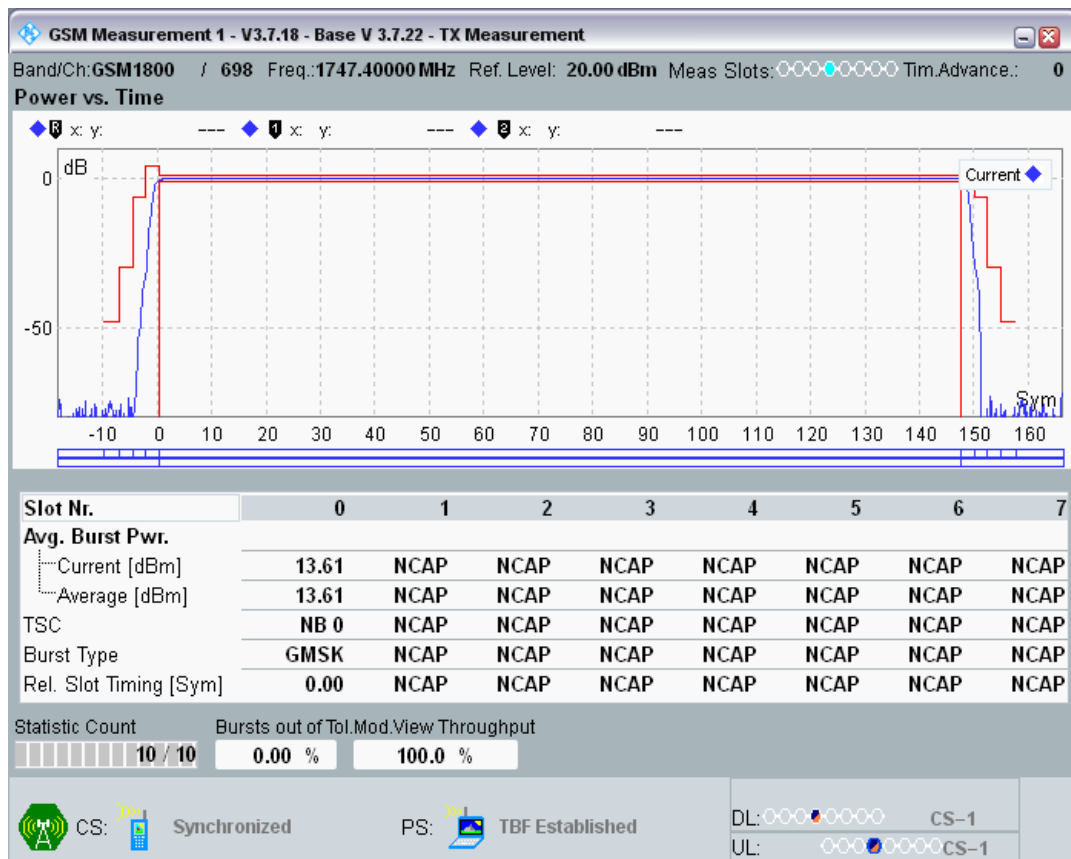 GSM Measurement 1 - V3.7.18 - Base V 3.7.22 - TX Measurement
Band/Ch:GSM1800 / 698 Freq.:1747.40000 MHz Ref. Level: 20.00 dBm Meas Slots: Tim.Advance.: 0
Power vs. Time
R x: y: --- 1 x: y: --- 2 x: y: ---
dB
0
Current
-50
Sym
-10 0 10 20 30 40 50 60 70 80 90 100 110 120 130 140 150 160
Slot Nr. 0 1 2 3 4 5 6 7
Avg. Burst Pwr.
Current [dBm] 13.61 NCAP NCAP NCAP NCAP NCAP NCAP NCAP
Average [dBm] 13.61 NCAP NCAP NCAP NCAP NCAP NCAP NCAP
TSC NB 0 NCAP NCAP NCAP NCAP NCAP NCAP NCAP
Burst Type GMSK NCAP NCAP NCAP NCAP NCAP NCAP NCAP
Rel. Slot Timing [Sym] 0.00 NCAP NCAP NCAP NCAP NCAP NCAP NCAP
Statistic Count Bursts out of Tol.Mod.View Throughput
10 / 10 0.00 % 100.0 %
DL: CS-1
CS: Synchronized PS: TBF Established
UL: CS-1